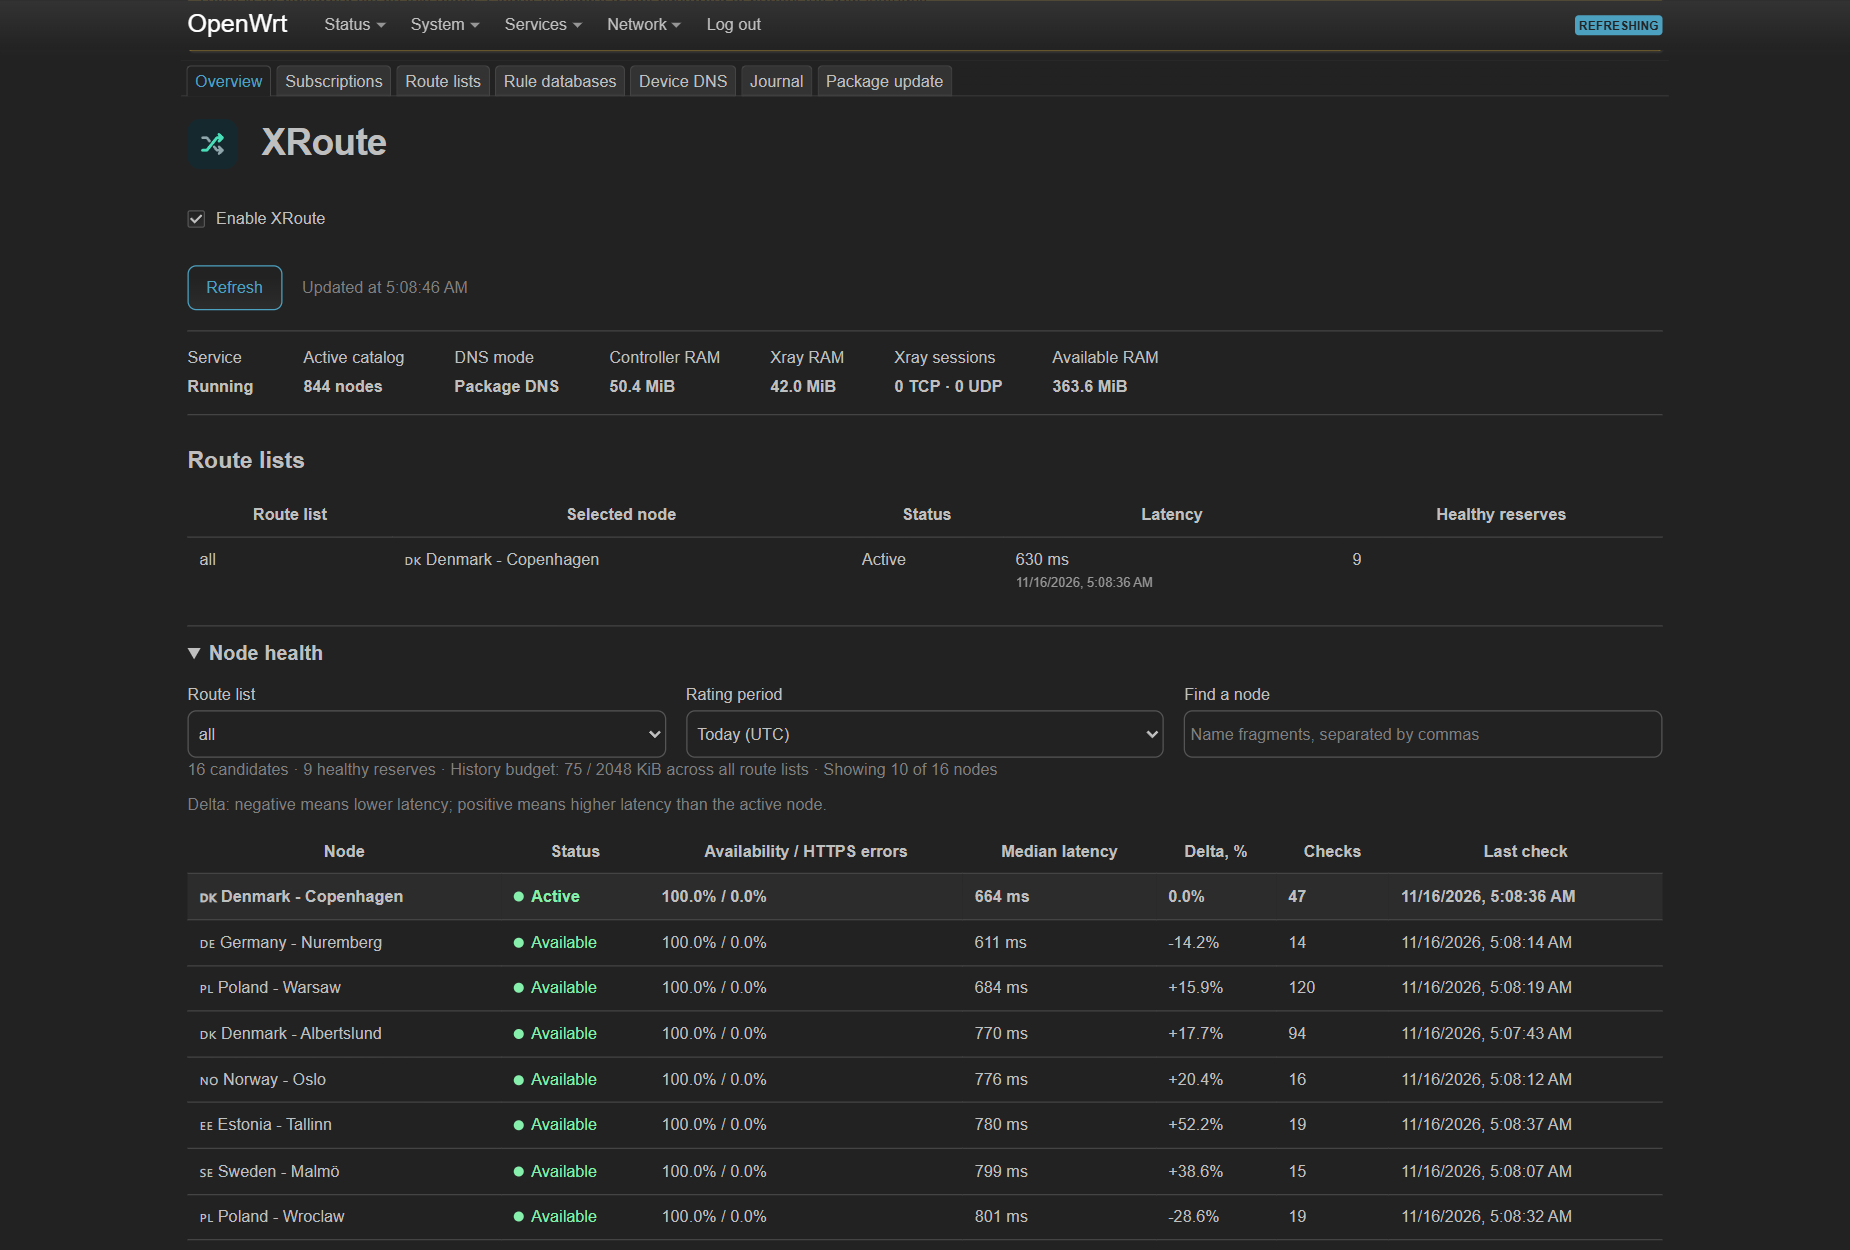 OpenWrt Status System Services Network Log out REFRESHING
Overview Subscriptions Route lists Rule databases Device DNS Journal Package update
XRoute
Enable XRoute
Refresh Updated at 5:08:46 AM
Service Active catalog DNS mode Controller RAM Xray RAM Xray sessions Available RAM
Running 844 nodes Package DNS 50.4 MiB 42.0 MiB 0 TCP · 0 UDP 363.6 MiB
Route lists
Route list Selected node Status Latency Healthy reserves
all DK Denmark - Copenhagen Active 630 ms 9
11/16/2026, 5:08:36 AM
▼ Node health
Route list Rating period Find a node
all Today (UTC) Name fragments, separated by commas
16 candidates · 9 healthy reserves · History budget: 75 / 2048 KiB across all route lists · Showing 10 of 16 nodes
Delta: negative means lower latency; positive means higher latency than the active node.
Node Status Availability / HTTPS errors Median latency Delta, % Checks Last check
DK Denmark - Copenhagen Active 100.0% / 0.0% 664 ms 0.0% 47 11/16/2026, 5:08:36 AM
DE Germany - Nuremberg Available 100.0% / 0.0% 611 ms -14.2% 14 11/16/2026, 5:08:14 AM
PL Poland - Warsaw Available 100.0% / 0.0% 684 ms +15.9% 120 11/16/2026, 5:08:19 AM
DK Denmark - Albertslund Available 100.0% / 0.0% 770 ms +17.7% 94 11/16/2026, 5:07:43 AM
NO Norway - Oslo Available 100.0% / 0.0% 776 ms +20.4% 16 11/16/2026, 5:08:12 AM
EE Estonia - Tallinn Available 100.0% / 0.0% 780 ms +52.2% 19 11/16/2026, 5:08:37 AM
SE Sweden - Malmö Available 100.0% / 0.0% 799 ms +38.6% 15 11/16/2026, 5:08:07 AM
PL Poland - Wroclaw Available 100.0% / 0.0% 801 ms -28.6% 19 11/16/2026, 5:08:32 AM